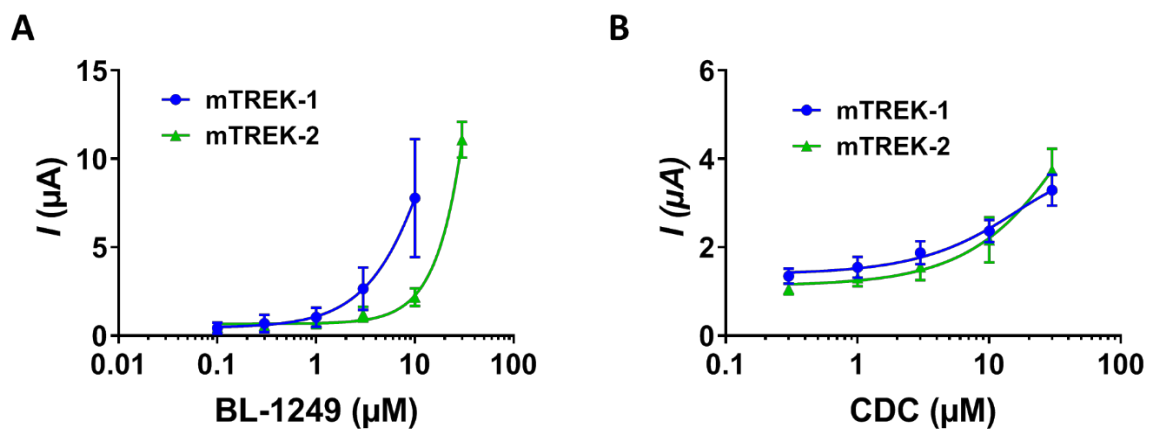 A
15
10
5
0
I (µA)
mTREK-1
mTREK-2
0.01 0.1 1 10 100
BL-1249 (µM)
B
6
4
2
0
I (µA)
mTREK-1
mTREK-2
0.1 1 10 100
CDC (µM)